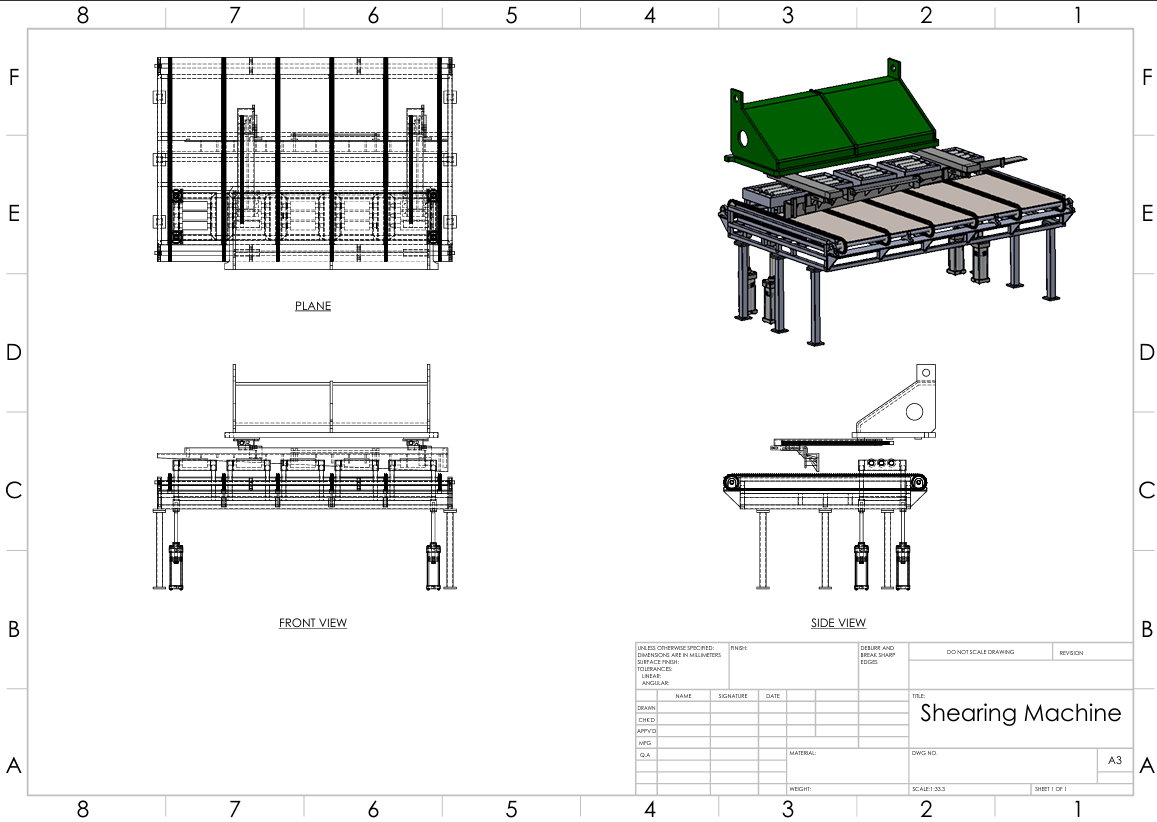 8 7 6 5 4 3 2 1
F F
E E
PLANE
D D
C C
FRONT VIEW SIDE VIEW
B B
UNLESS OTHERWISE SPECIFIED:
DIMENSIONS ARE IN MILLIMETERS
SURFACE FINISH:
TOLERANCES:
LINEAR:
ANGULAR:
FINISH:
DEBURR AND
BREAK SHARP
EDGES
DO NOT SCALE DRAWING
REVISION
NAME SIGNATURE DATE
DRAWN
CHK'D
APPV'D
MFG
Q.A
TITLE:
Shearing Machine
MATERIAL:
DWG NO.
A3
A A
WEIGHT:
SCALE:1:33.3
SHEET 1 OF 1
8 7 6 5 4 3 2 1